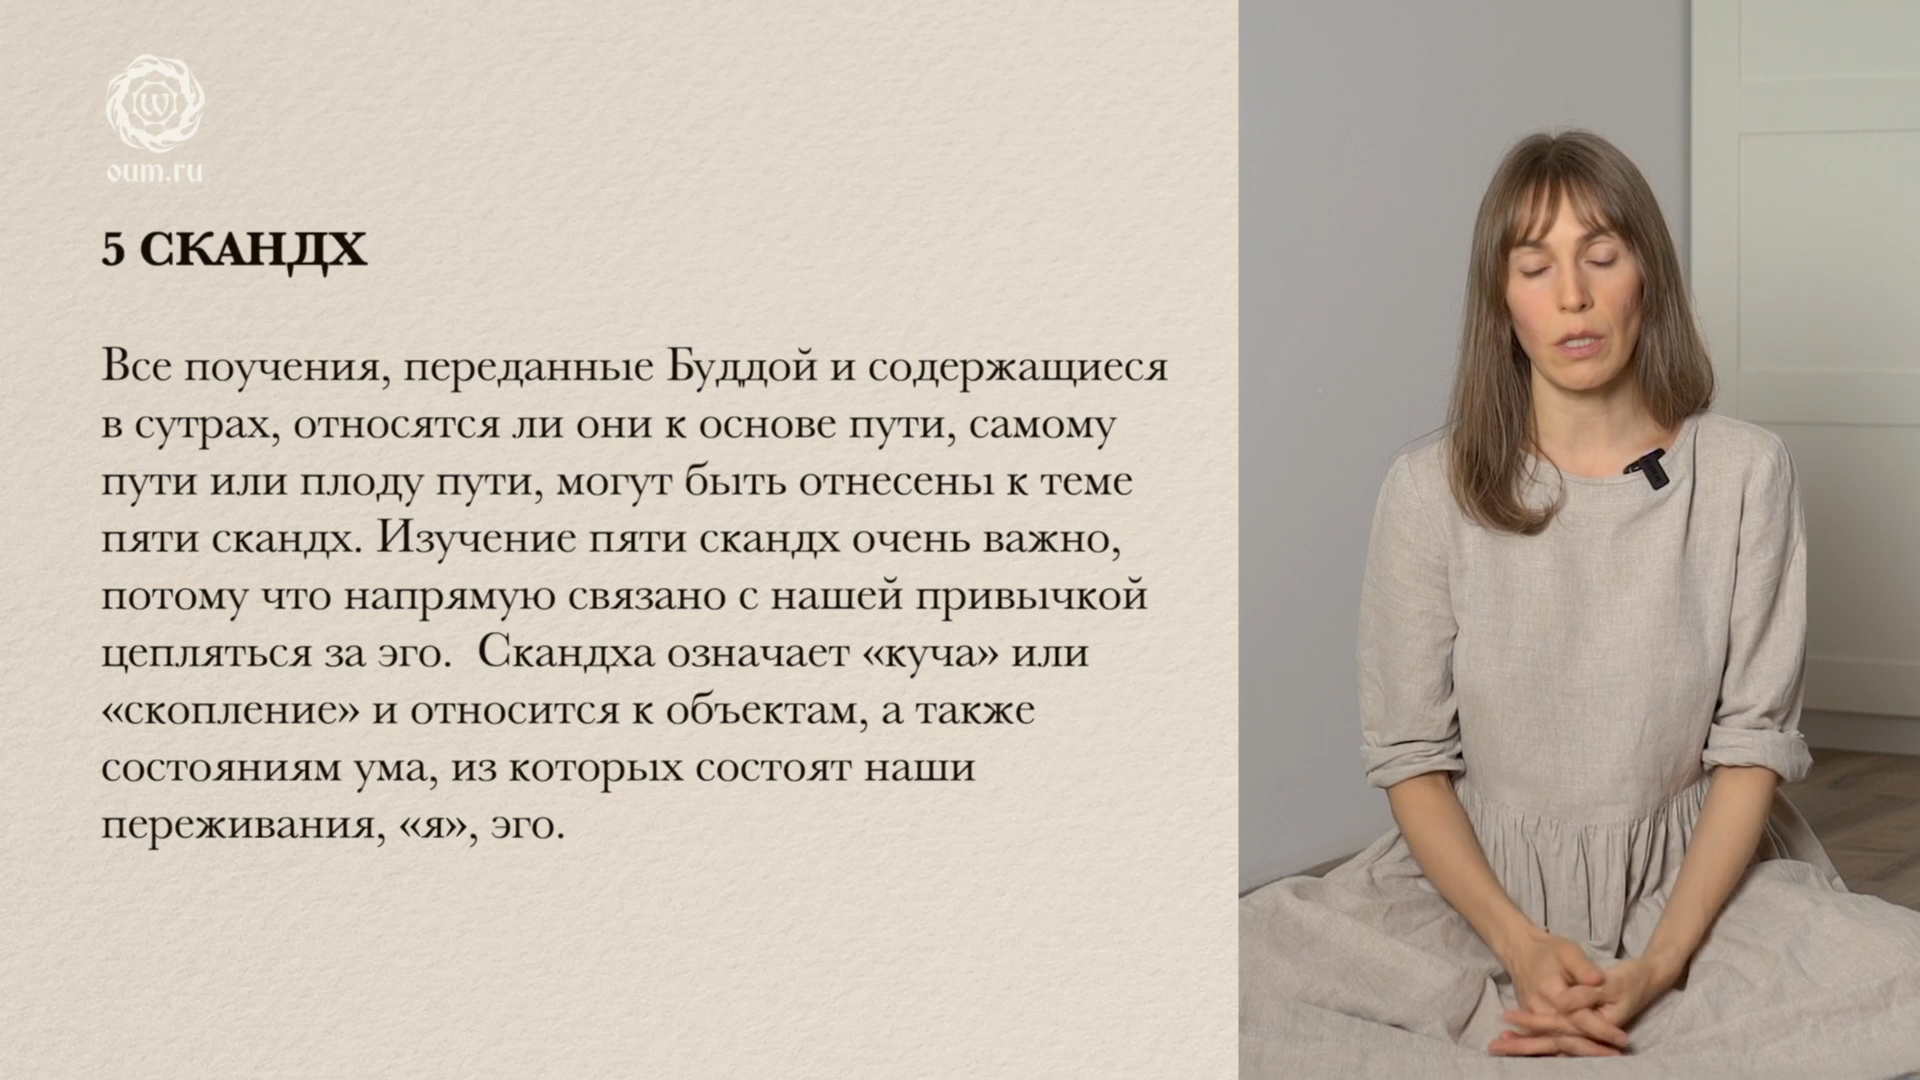 W
oum.ru
5 СКАНДХ
Все поучения, переданные Буддой и содержащиеся
в сутрах, относятся ли они к основе пути, самому
пути или плоду пути, могут быть отнесены к теме
пяти скандх. Изучение пяти скандх очень важно,
потому что напрямую связано с нашей привычкой
цепляться за эго.  Скандха означает «куча» или
«скопление» и относится к объектам, а также
состояниям ума, из которых состоят наши
переживания, «я», эго.